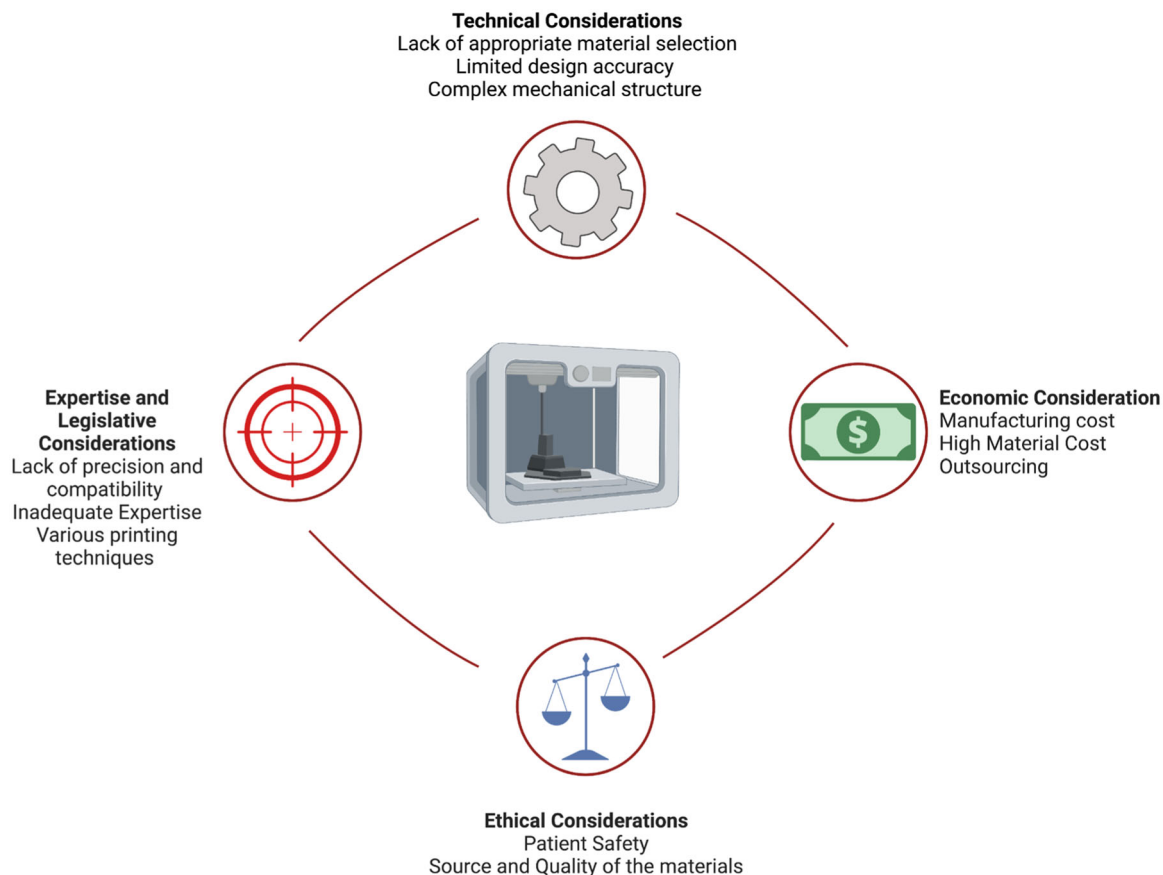 Technical Considerations
Lack of appropriate material selection
Limited design accuracy
Complex mechanical structure
Expertise and
Legislative
Considerations
Lack of precision and
compatibility
Inadequate Expertise
Various printing
techniques
$
Economic Consideration
Manufacturing cost
High Material Cost
Outsourcing
Ethical Considerations
Patient Safety
Source and Quality of the materials